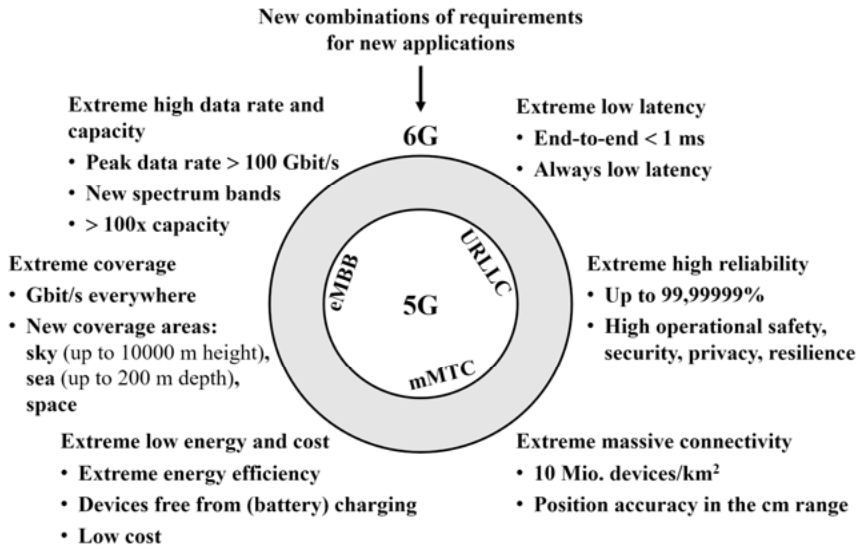 New combinations of requirements
for new applications
Extreme high data rate and
capacity
• Peak data rate > 100 Gbit/s
• New spectrum bands
• > 100x capacity
6G
Extreme low latency
• End-to-end < 1 ms
• Always low latency
Extreme coverage
• Gbit/s everywhere
• New coverage areas:
sky (up to 10000 m height),
sea (up to 200 m depth),
space
eMBB
URLLC
5G
mMTC
Extreme high reliability
• Up to 99,99999%
• High operational safety,
security, privacy, resilience
Extreme low energy and cost
• Extreme energy efficiency
• Devices free from (battery) charging
• Low cost
Extreme massive connectivity
• 10 Mio. devices/km²
• Position accuracy in the cm range